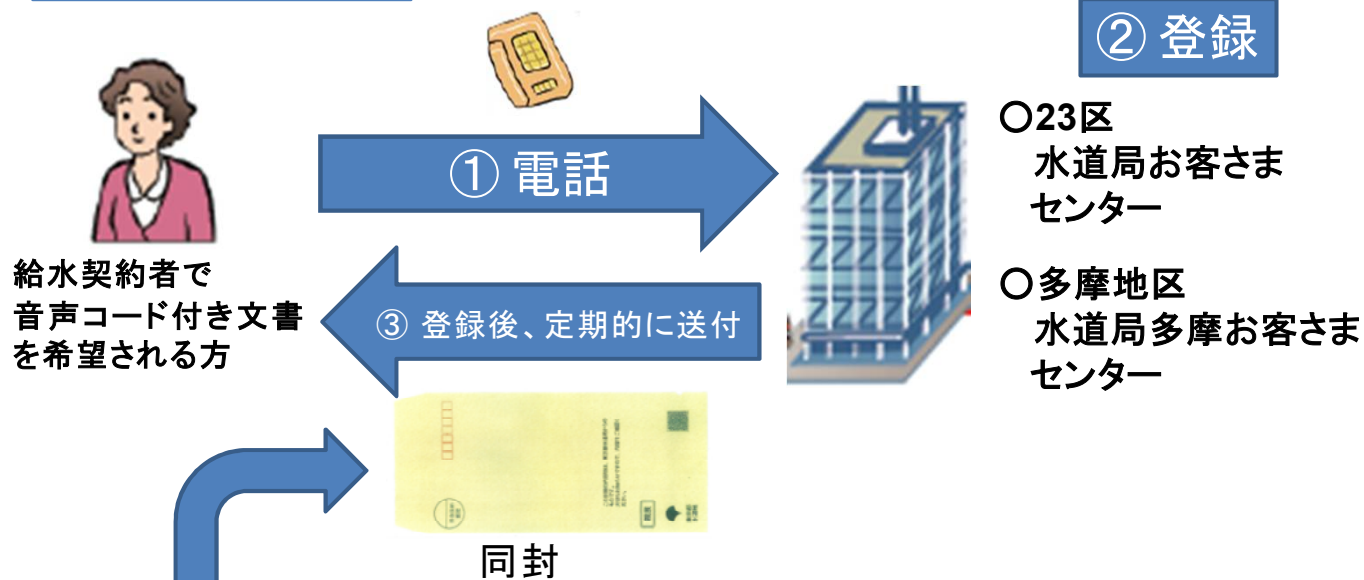 ② 登録
① 電話
〇23区
水道局お客さま
センター
給水契約者で
音声コード付き文書
を希望される方
③ 登録後、定期的に送付
〇多摩地区
水道局多摩お客さま
センター
同封